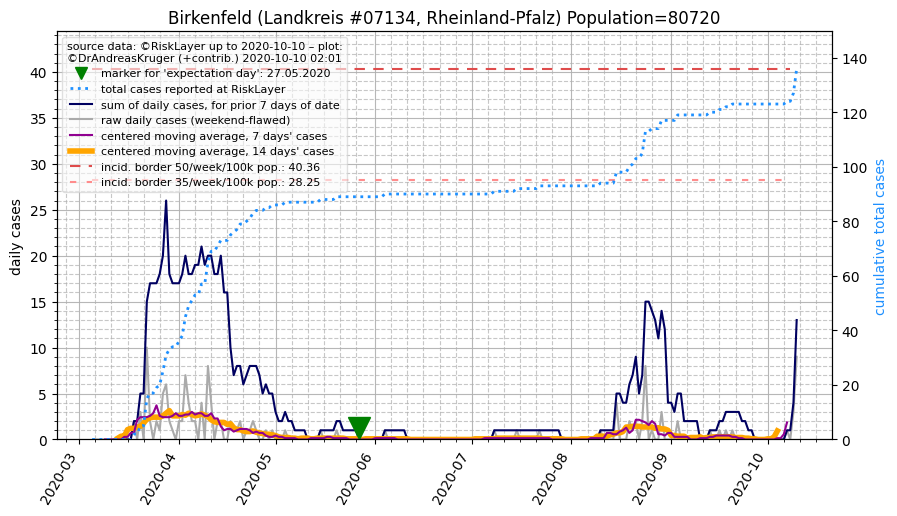 Birkenfeld (Landkreis #07134, Rheinland-Pfalz) Population=80720
source data: ©RiskLayer up to 2020-10-10 – plot:
©DrAndreasKruger (+contrib.) 2020-10-10 02:01
marker for 'expectation day': 27.05.2020
total cases reported at RiskLayer
sum of daily cases, for prior 7 days of date
raw daily cases (weekend-flawed)
centered moving average, 7 days' cases
centered moving average, 14 days' cases
incid. border 50/week/100k pop.: 40.36
incid. border 35/week/100k pop.: 28.25
daily cases
40
35
30
25
20
15
10
5
0
cumulative total cases
140
120
100
80
60
40
20
0
2020-03
2020-04
2020-05
2020-06
2020-07
2020-08
2020-09
2020-10